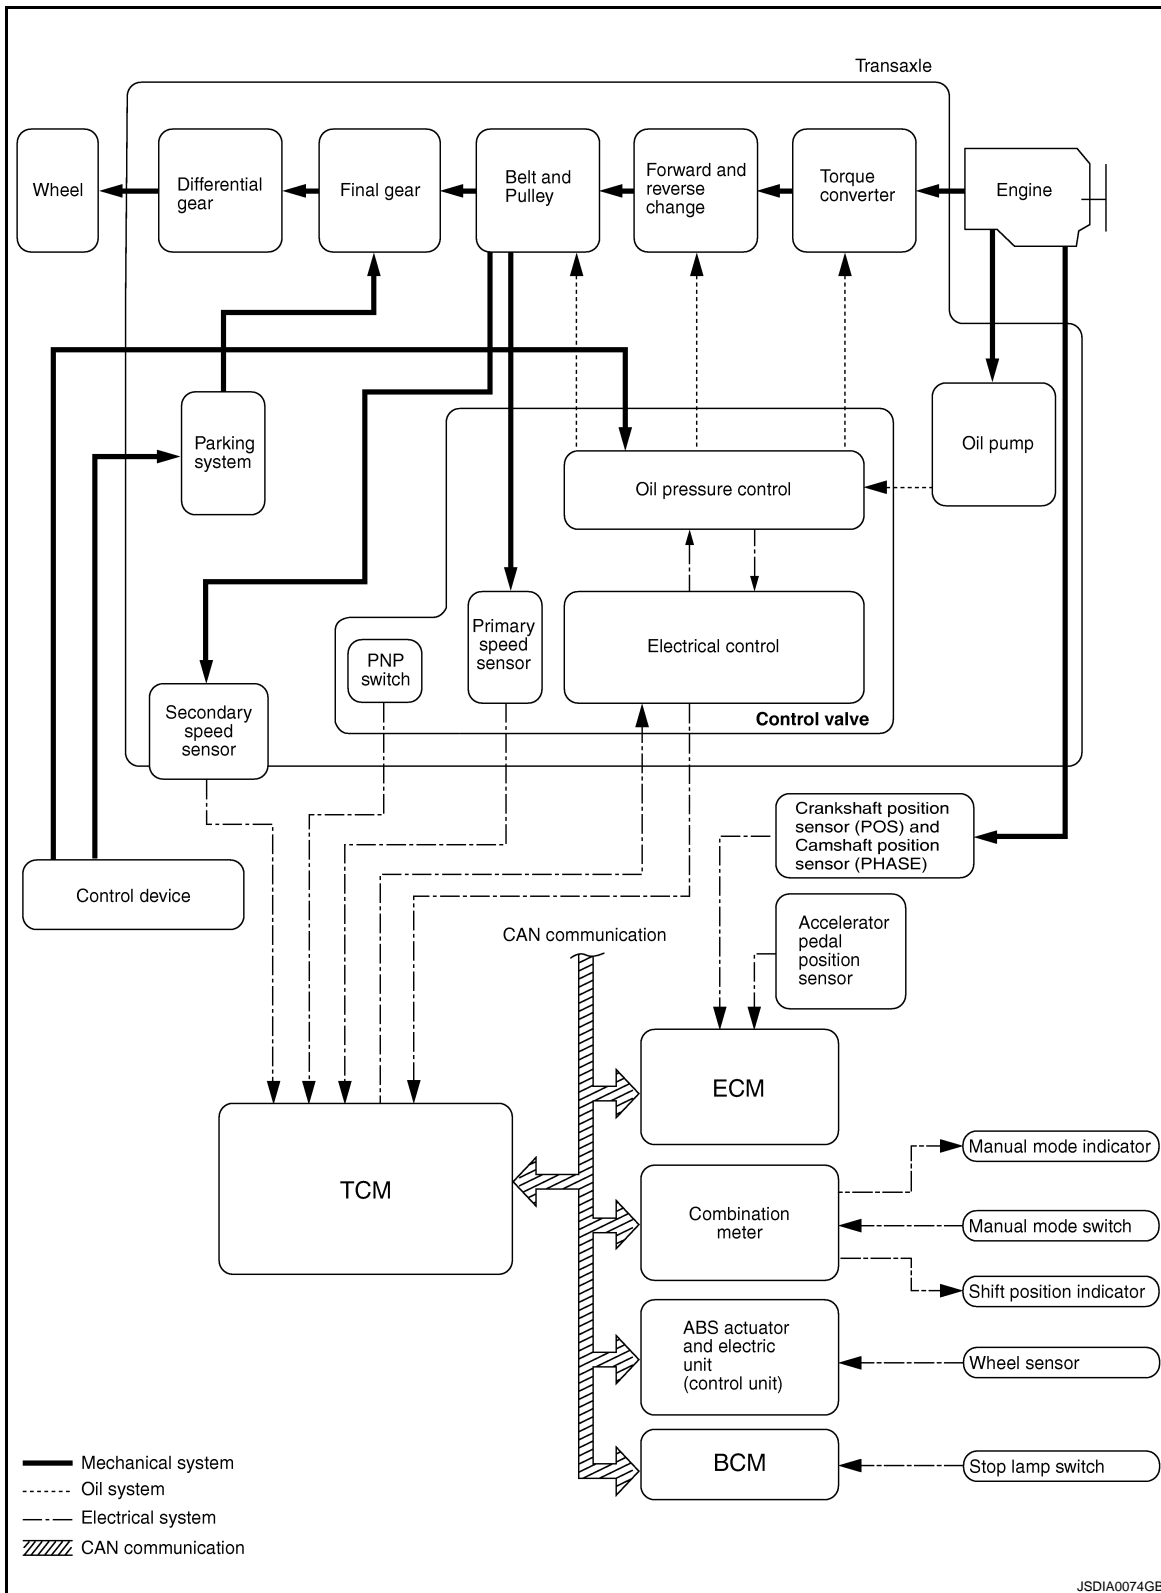 Transaxle
Wheel
Differential
gear
Final gear
Belt and
Pulley
Forward and
reverse
change
Torque
converter
Engine
Parking
system
Oil pump
Oil pressure control
Primary
speed
sensor
Electrical control
PNP
switch
Control valve
Secondary
speed
sensor
Crankshaft position
sensor (POS) and
Camshaft position
sensor (PHASE)
Control device
Accelerator
pedal
position
sensor
CAN communication
ECM
TCM
Manual mode indicator
Combination
meter
Manual mode switch
Shift position indicator
ABS actuator
and electric
unit
(control unit)
Wheel sensor
BCM
Stop lamp switch
Mechanical system
Oil system
Electrical system
CAN communication